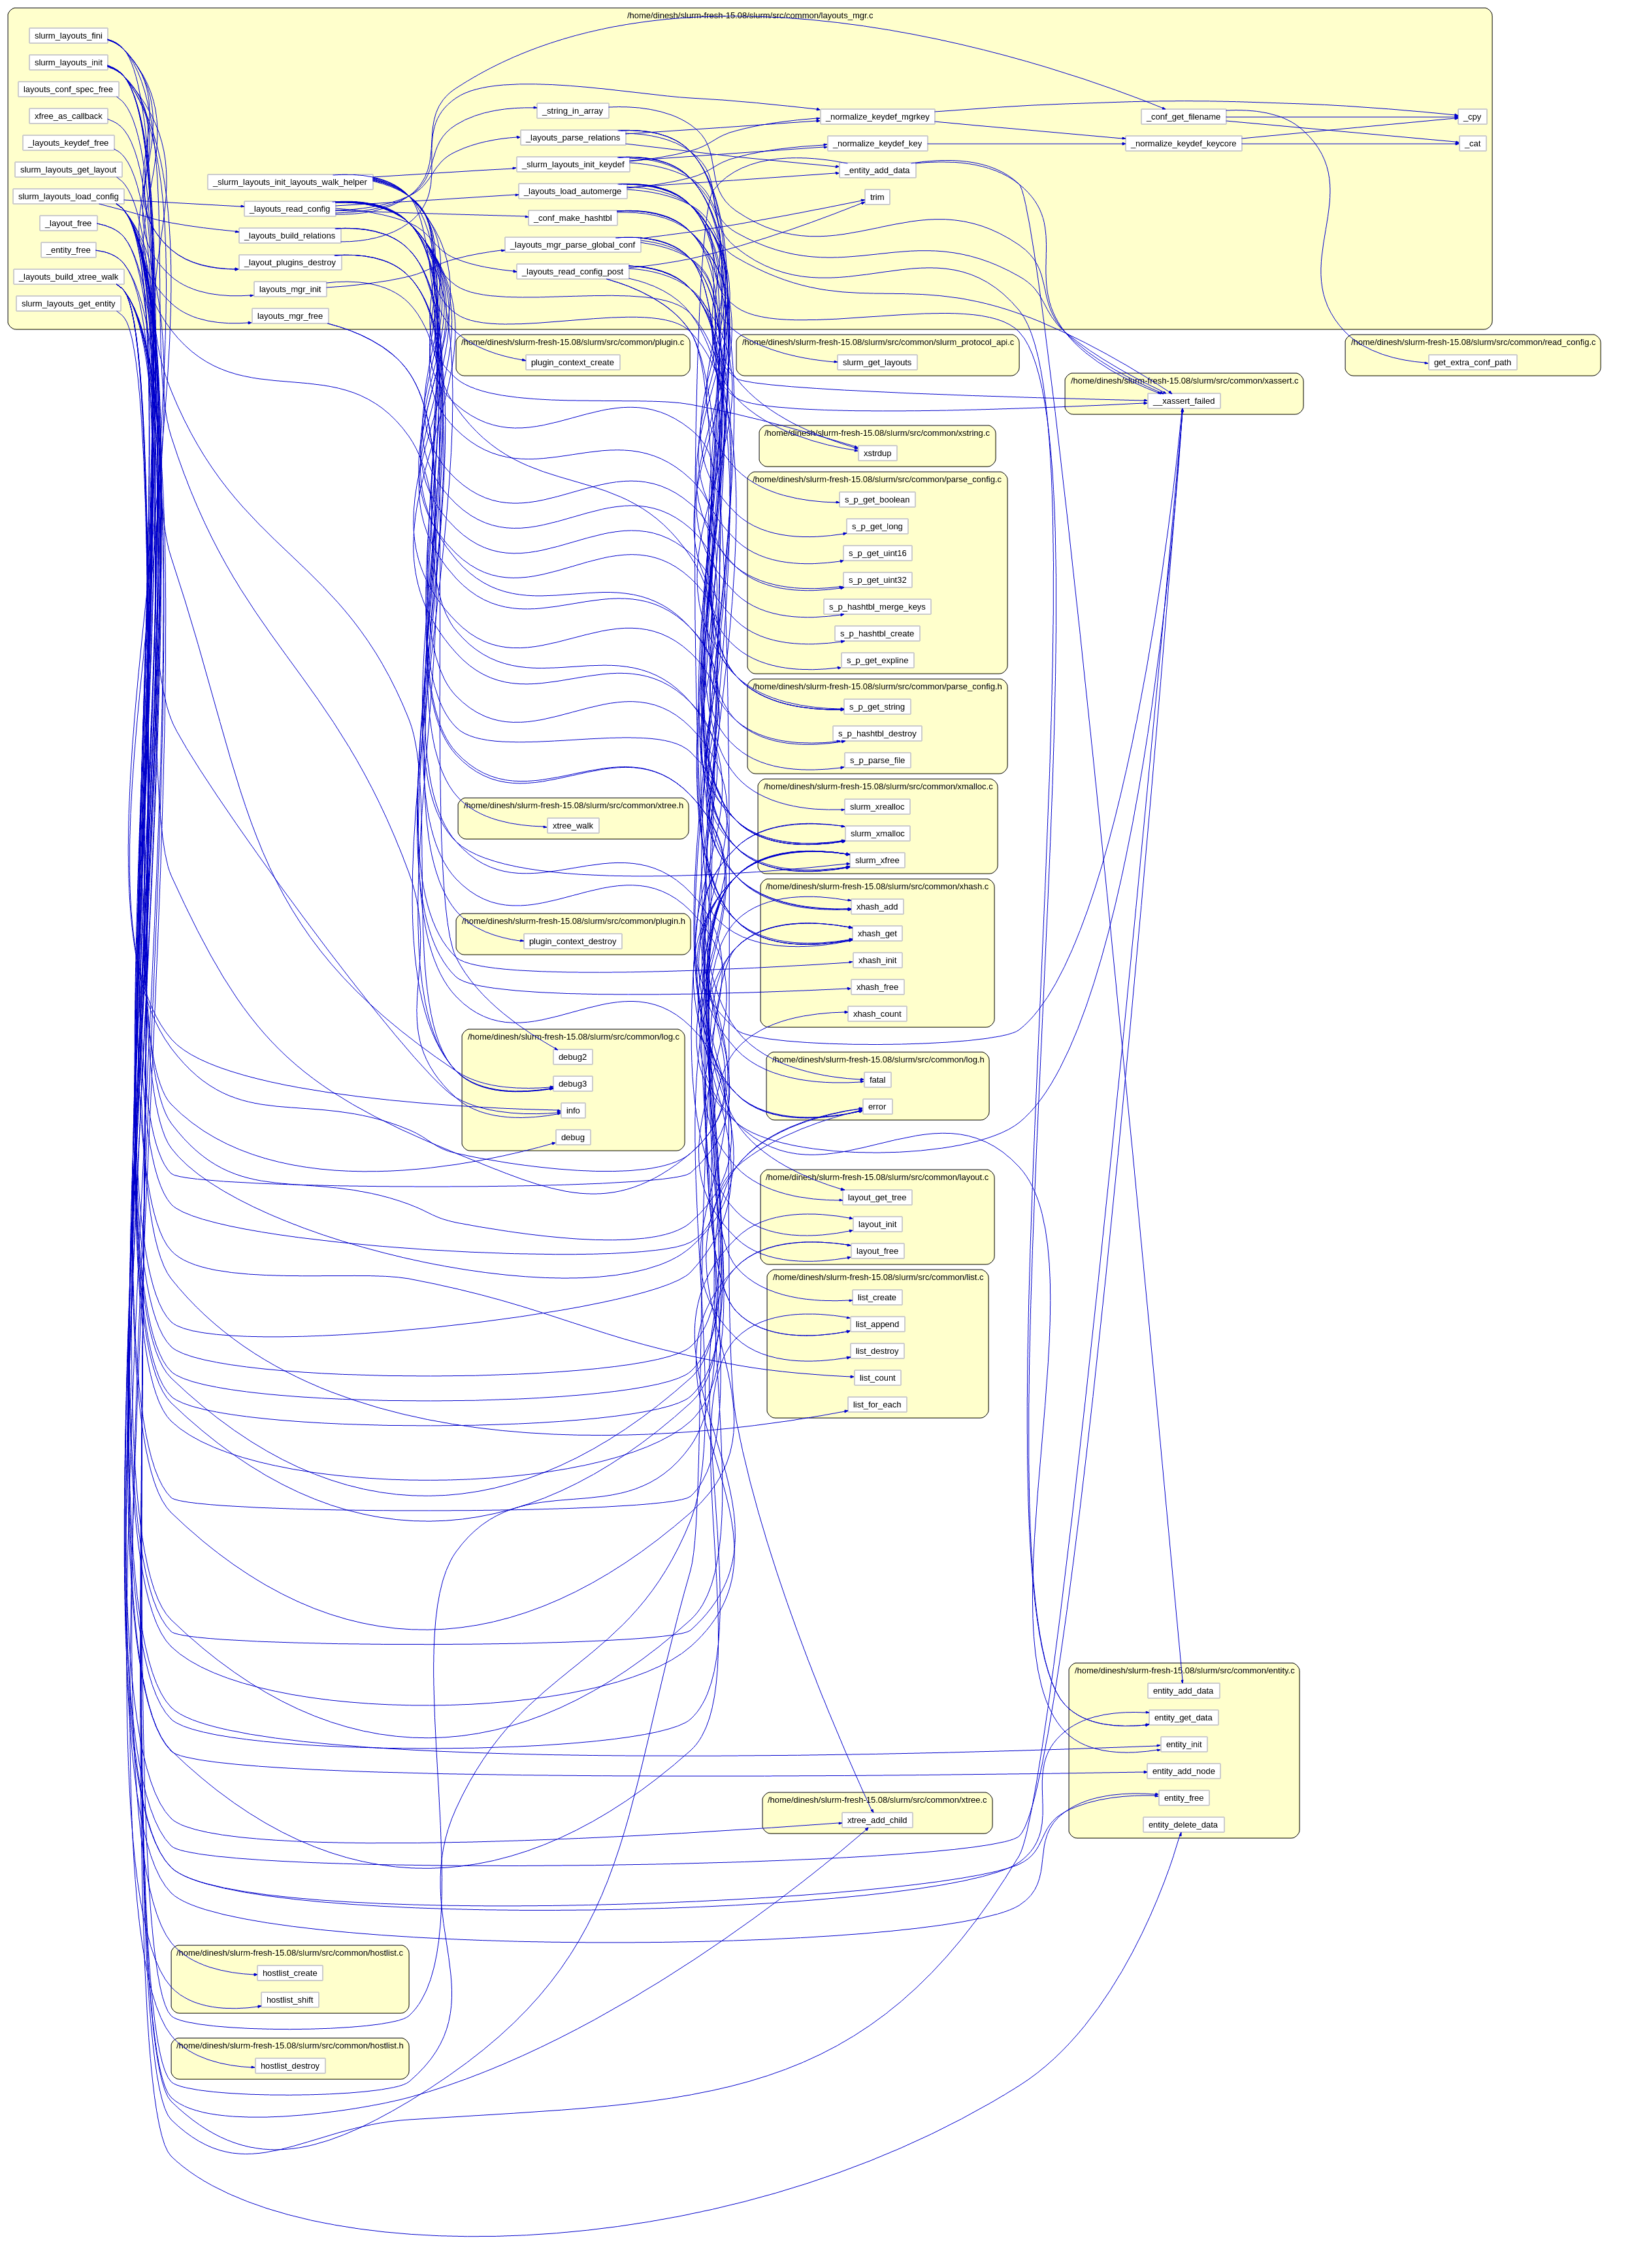 /home/dinesh/slurm-fresh-15.08/slurm/src/common/layouts_mgr.c
slurm_layouts_fini
slurm_layouts_init
layouts_conf_spec_free
xfree_as_callback
_layouts_keydef_free
slurm_layouts_get_layout
slurm_layouts_load_config
_layout_free
_entity_free
_layouts_build_xtree_walk
slurm_layouts_get_entity
_slurm_layouts_init_layouts_walk_helper
_layouts_read_config
_layouts_build_relations
_layout_plugins_destroy
layouts_mgr_init
layouts_mgr_free
_string_in_array
_layouts_parse_relations
_slurm_layouts_init_keydef
_layouts_load_automerge
_conf_make_hashtbl
_layouts_mgr_parse_global_conf
_layouts_read_config_post
_normalize_keydef_mgrkey
_normalize_keydef_key
_entity_add_data
trim
_conf_get_filename
_normalize_keydef_keycore
_cpy
_cat
/home/dinesh/slurm-fresh-15.08/slurm/src/common/plugin.c
plugin_context_create
/home/dinesh/slurm-fresh-15.08/slurm/src/common/slurm_protocol_api.c
slurm_get_layouts
/home/dinesh/slurm-fresh-15.08/slurm/src/common/read_config.c
get_extra_conf_path
/home/dinesh/slurm-fresh-15.08/slurm/src/common/xassert.c
__xassert_failed
/home/dinesh/slurm-fresh-15.08/slurm/src/common/xstring.c
xstrdup
/home/dinesh/slurm-fresh-15.08/slurm/src/common/parse_config.c
s_p_get_boolean
s_p_get_long
s_p_get_uint16
s_p_get_uint32
s_p_hashtbl_merge_keys
s_p_hashtbl_create
s_p_get_expline
/home/dinesh/slurm-fresh-15.08/slurm/src/common/parse_config.h
s_p_get_string
s_p_hashtbl_destroy
s_p_parse_file
/home/dinesh/slurm-fresh-15.08/slurm/src/common/xmalloc.c
slurm_xrealloc
slurm_xmalloc
slurm_xfree
/home/dinesh/slurm-fresh-15.08/slurm/src/common/xtree.h
xtree_walk
/home/dinesh/slurm-fresh-15.08/slurm/src/common/xhash.c
xhash_add
xhash_get
xhash_init
xhash_free
xhash_count
/home/dinesh/slurm-fresh-15.08/slurm/src/common/plugin.h
plugin_context_destroy
/home/dinesh/slurm-fresh-15.08/slurm/src/common/log.c
debug2
debug3
info
debug
/home/dinesh/slurm-fresh-15.08/slurm/src/common/log.h
fatal
error
/home/dinesh/slurm-fresh-15.08/slurm/src/common/layout.c
layout_get_tree
layout_init
layout_free
/home/dinesh/slurm-fresh-15.08/slurm/src/common/list.c
list_create
list_append
list_destroy
list_count
list_for_each
/home/dinesh/slurm-fresh-15.08/slurm/src/common/entity.c
entity_add_data
entity_get_data
entity_init
entity_add_node
entity_free
entity_delete_data
/home/dinesh/slurm-fresh-15.08/slurm/src/common/xtree.c
xtree_add_child
/home/dinesh/slurm-fresh-15.08/slurm/src/common/hostlist.c
hostlist_create
hostlist_shift
/home/dinesh/slurm-fresh-15.08/slurm/src/common/hostlist.h
hostlist_destroy